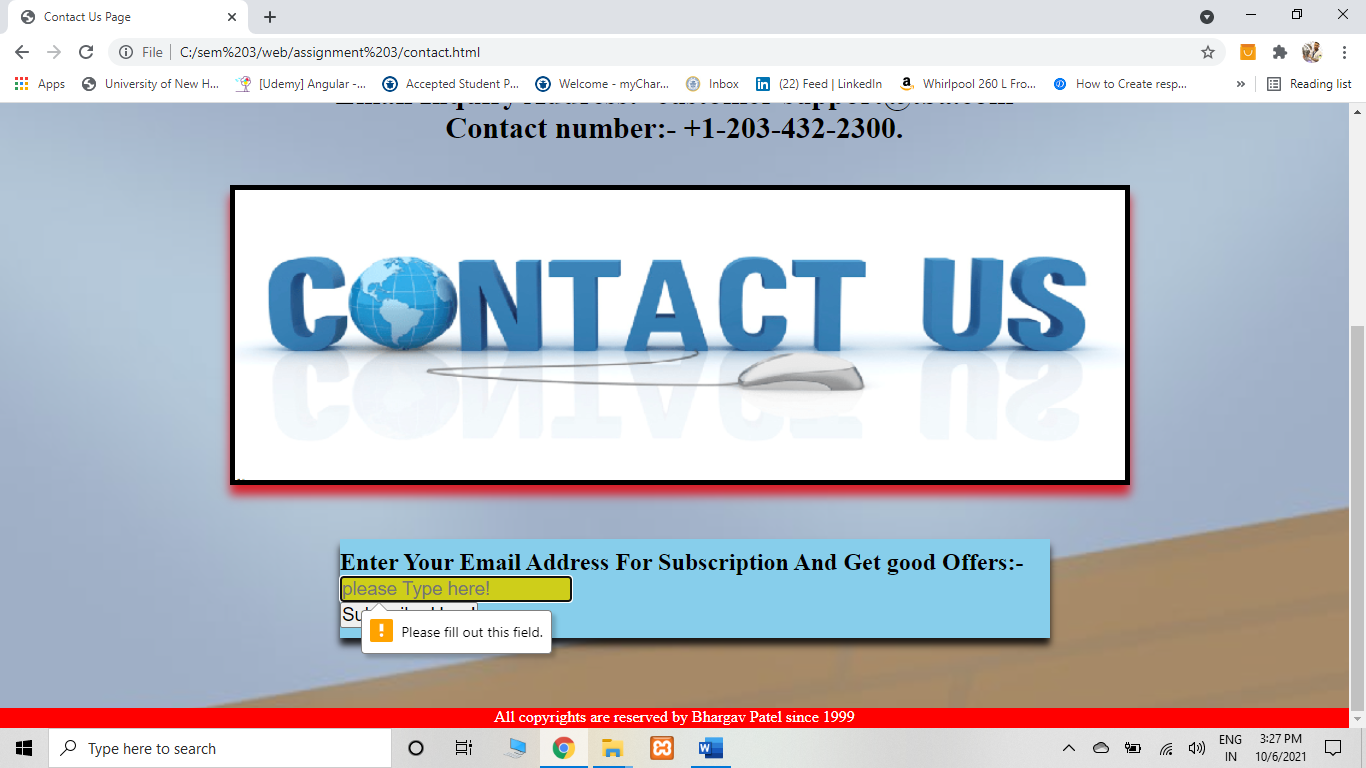 Contact Us Page
File
C:/sem%203/web/assignment%203/contact.html
Apps
University of New H...
[Udemy] Angular -...
Accepted Student P...
Welcome - myChar...
Inbox
(22) Feed | LinkedIn
Whirlpool 260 L Fro...
How to Create resp...
»
Reading list
Contact number:- +1-203-432-2300.
CONTACT US
Enter Your Email Address For Subscription And Get good Offers:-
please Type here!
Please fill out this field.
All copyrights are reserved by Bhargav Patel since 1999
Type here to search
ENG
IN
3:27 PM
10/6/2021